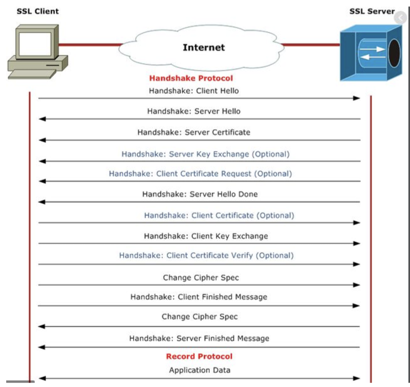 SSL Client
SSL Server
Internet
Handshake Protocol
Handshake: Client Hello
Handshake: Server Hello
Handshake: Server Certificate
Handshake: Server Key Exchange (Optional)
Handshake: Client Certificate Request (Optional)
Handshake: Server Hello Done
Handshake: Client Certificate (Optional)
Handshake: Client Key Exchange
Handshake: Client Certificate Verify (Optional)
Change Cipher Spec
Handshake: Client Finished Message
Change Cipher Spec
Handshake: Server Finished Message
Record Protocol
Application Data